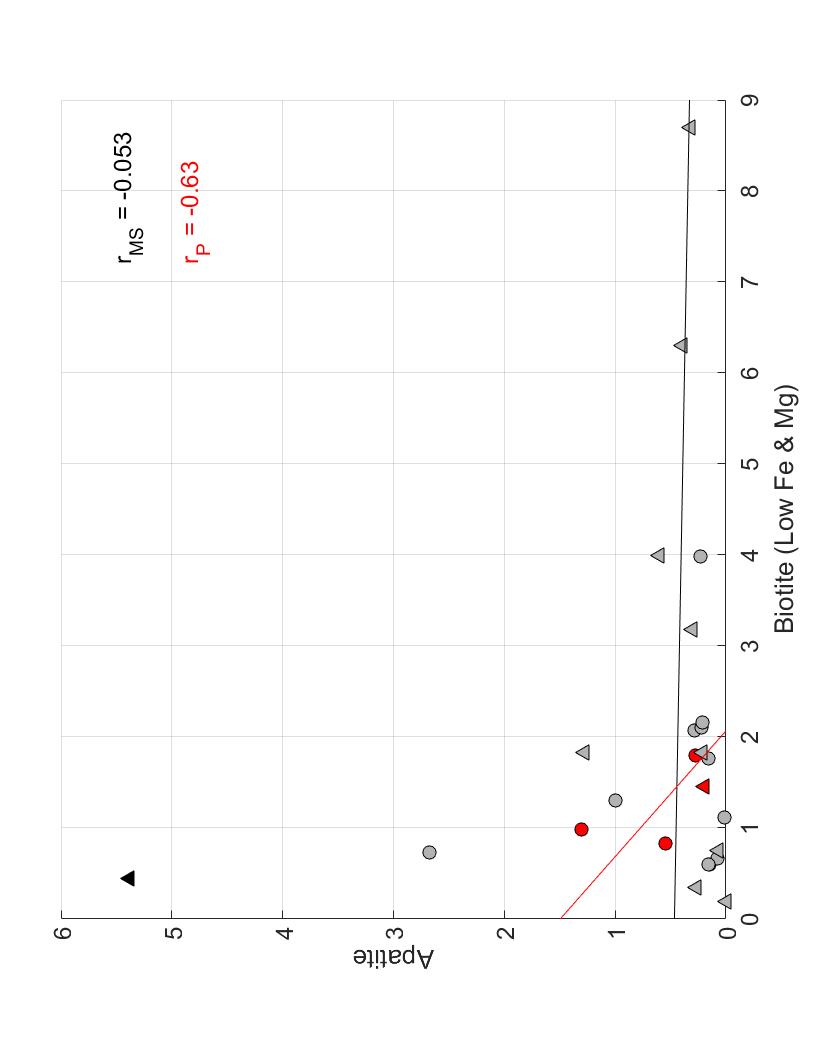 6
5
4
3
2
1
0
Apatite
r_MS = -0.053
r_P = -0.63
0 1 2 3 4 5 6 7 8 9
Biotite (Low Fe & Mg)